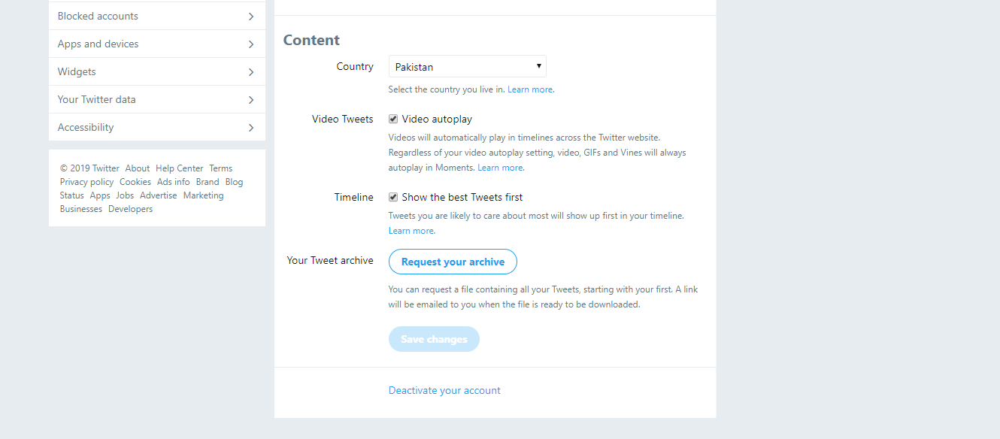 Blocked accounts
Apps and devices
Widgets
Your Twitter data
Accessibility
© 2019 Twitter About Help Center Terms
Privacy policy Cookies Ads info Brand Blog
Status Apps Jobs Advertise Marketing
Businesses Developers
Content
Country Pakistan
Select the country you live in. Learn more.
Video Tweets Video autoplay
Videos will automatically play in timelines across the Twitter website.
Regardless of your video autoplay setting, video, GIFs and Vines will always
autoplay in Moments. Learn more.
Timeline Show the best Tweets first
Tweets you are likely to care about most will show up first in your timeline.
Learn more.
Your Tweet archive Request your archive
You can request a file containing all your Tweets, starting with your first. A link
will be emailed to you when the file is ready to be downloaded.
Save changes
Deactivate your account